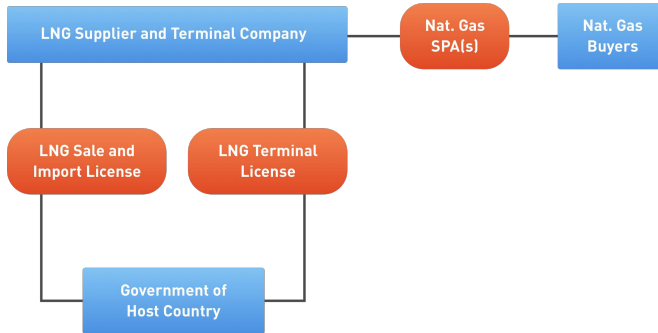 LNG Supplier and Terminal Company
Nat. Gas
SPA(s)
Nat. Gas
Buyers
LNG Sale and
Import License
LNG Terminal
License
Government of
Host Country